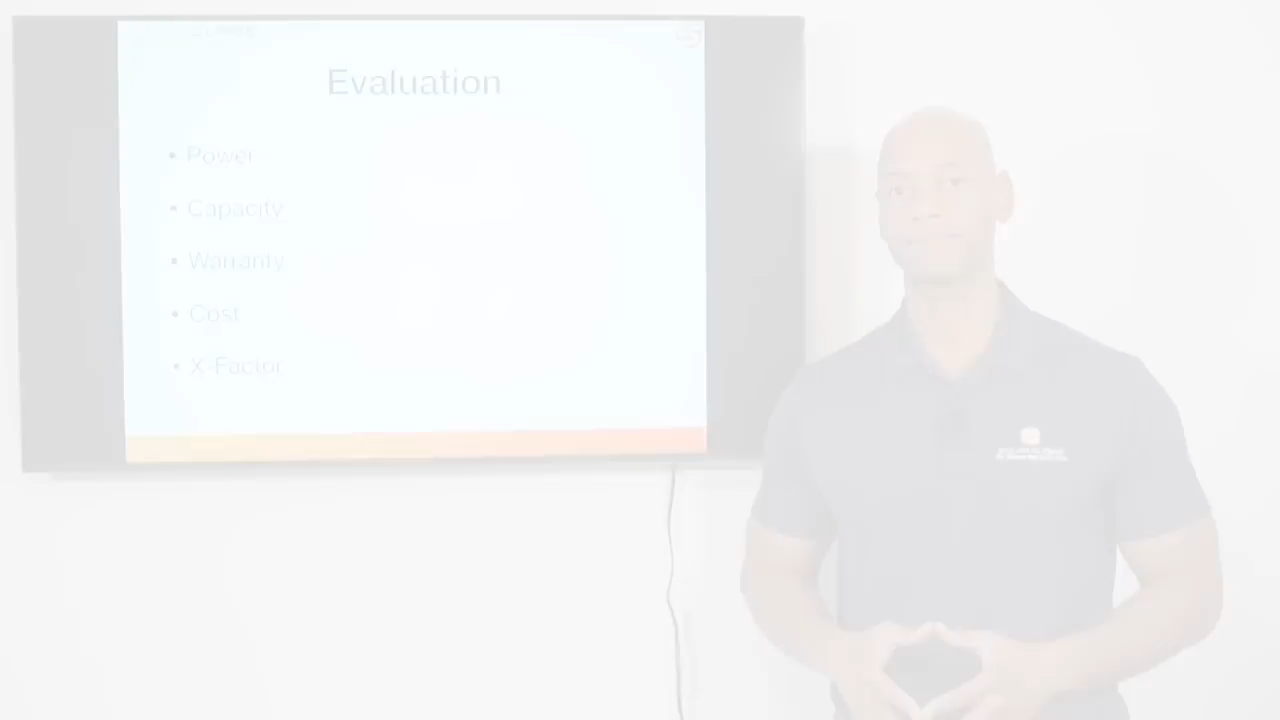 Evaluation
• Power
• Capacity
• Warranty
• Cost
• X-Factor